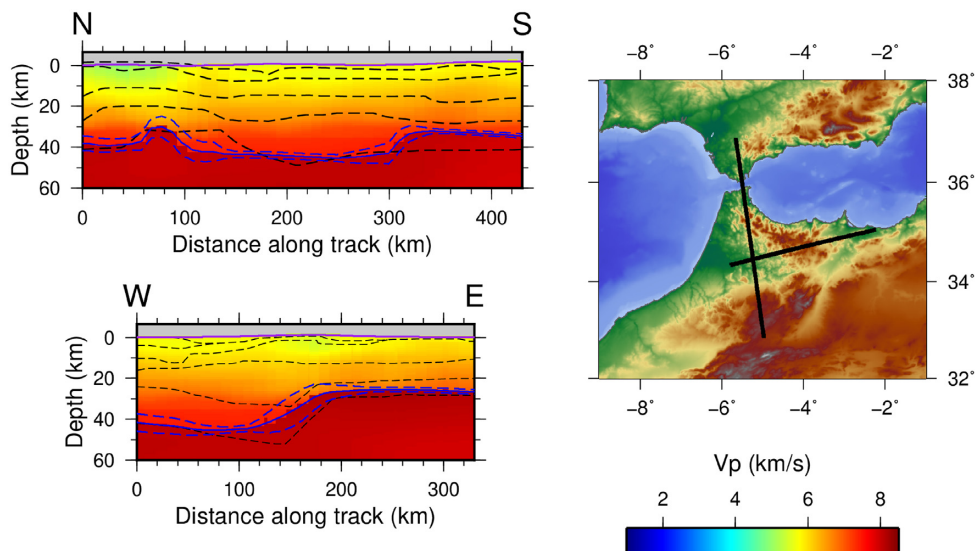 N S
0
20
40
60
Depth (km)
0 100 200 300 400
Distance along track (km)
W E
0
20
40
60
Depth (km)
0 100 200 300
Distance along track (km)
−8˚ −6˚ −4˚ −2˚
38˚
36˚
34˚
32˚
−8˚ −6˚ −4˚ −2˚
Vp (km/s)
2 4 6 8